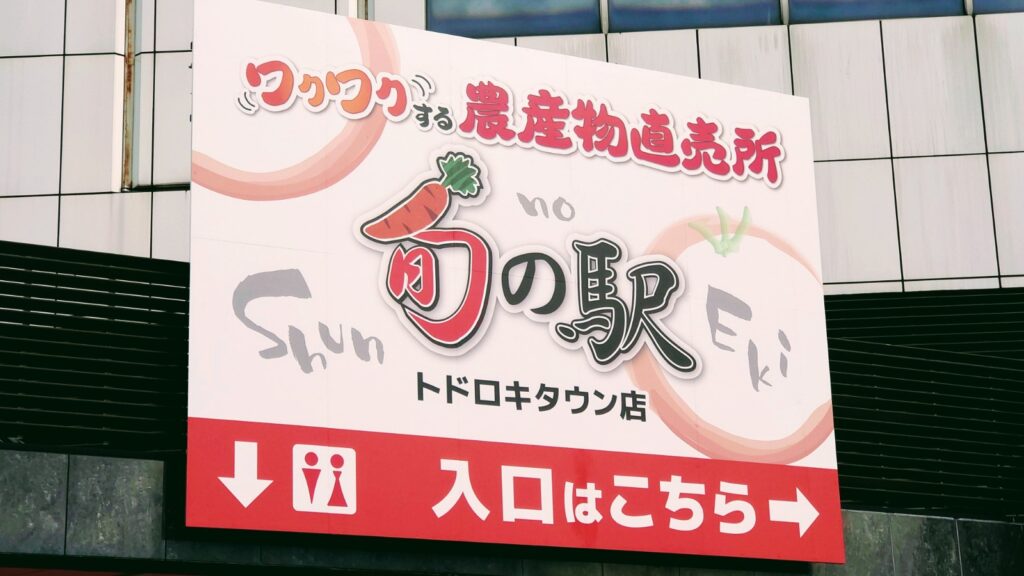 ワクワクする農産物直売所
no
旬の駅
Shun
Eki
トドロキタウン店
入口はこちら